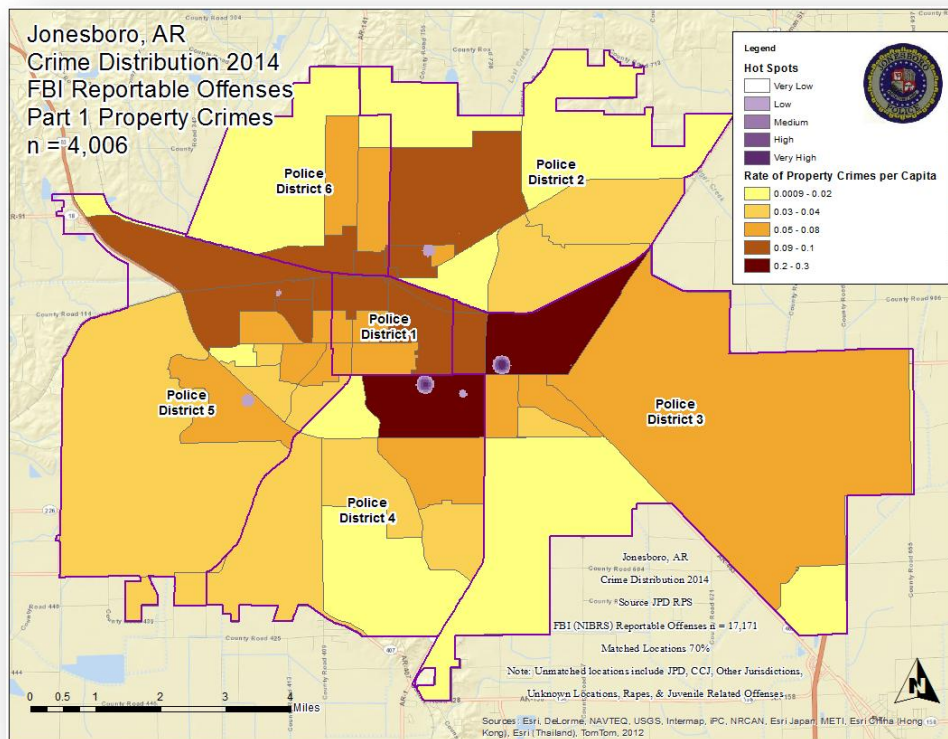 Jonesboro, AR
Crime Distribution 2014
FBI Reportable Offenses
Part 1 Property Crimes
n = 4,006
Legend
Hot Spots
Very Low
Low
Medium
High
Very High
Rate of Property Crimes per Capita
0.0009 - 0.02
0.03 - 0.04
0.05 - 0.08
0.09 - 0.1
0.2 - 0.3
Police
District 6
Police
District 2
Police
District 1
Police
District 5
Police
District 3
Police
District 4
18
226
County Road 114
County Road 425
407
Jonesboro, AR
Crime Distribution 2014
Source JPD RPS
FBI (NIBRS) Reportable Offenses n = 17,171
Matched Locations 70%
Note: Unmatched locations include JPD, CCJ, Other Jurisdictions,
Unknown Locations, Rapes, & Juvenile Related Offenses
0 0.5 1 2 3 4
Miles
N
Sources: Esri, DeLorme, NAVTEQ, USGS, Intermap, iPC, NRCAN, Esri Japan, METI, Esri China (Hong
Kong), Esri (Thailand), TomTom, 2012